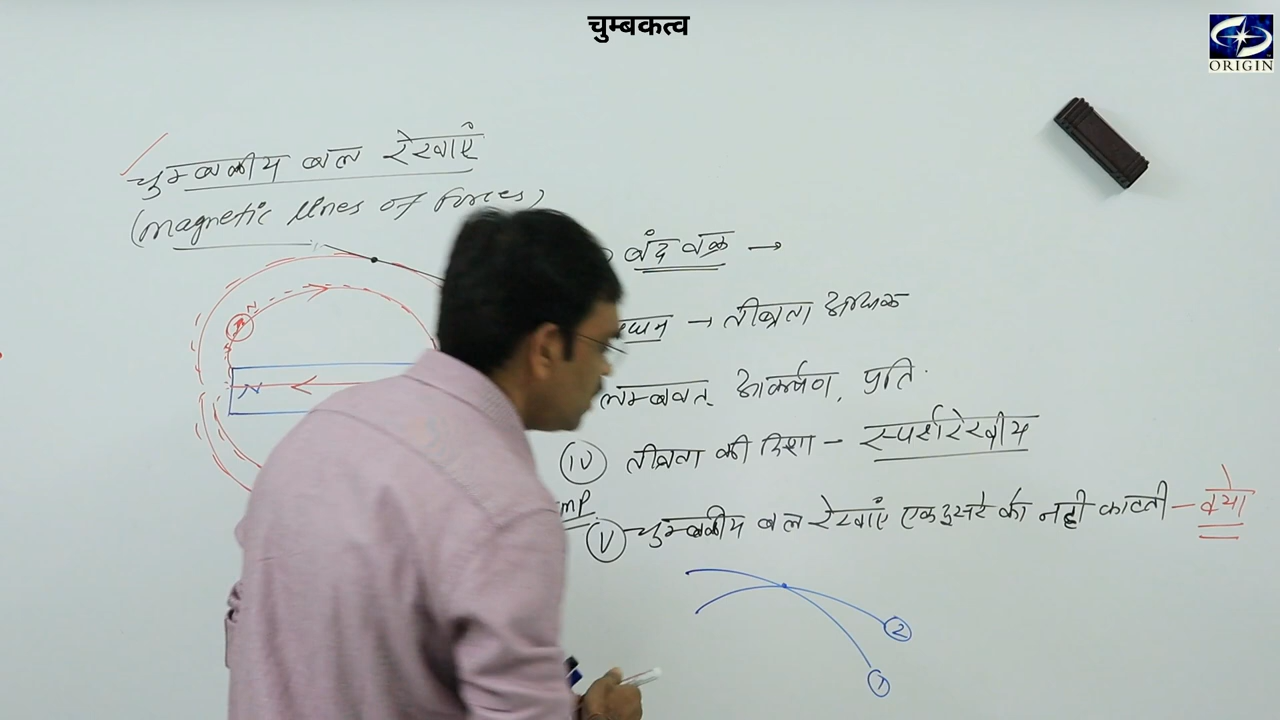 चुम्बकत्व
ORIGIN
चुम्बकीय बल रेखाएँ
(magnetic lines of forces)
बंद वक्र →
→ तीव्रता अधिक
लम्बवत् आकर्षण, प्रति.
(iv) तीव्रता की दिशा - स्पर्शरेखीय
Imp
(v) चुम्बकीय बल रेखाएँ एक दुसरे को नही काटती - क्यों
N
N
2
1